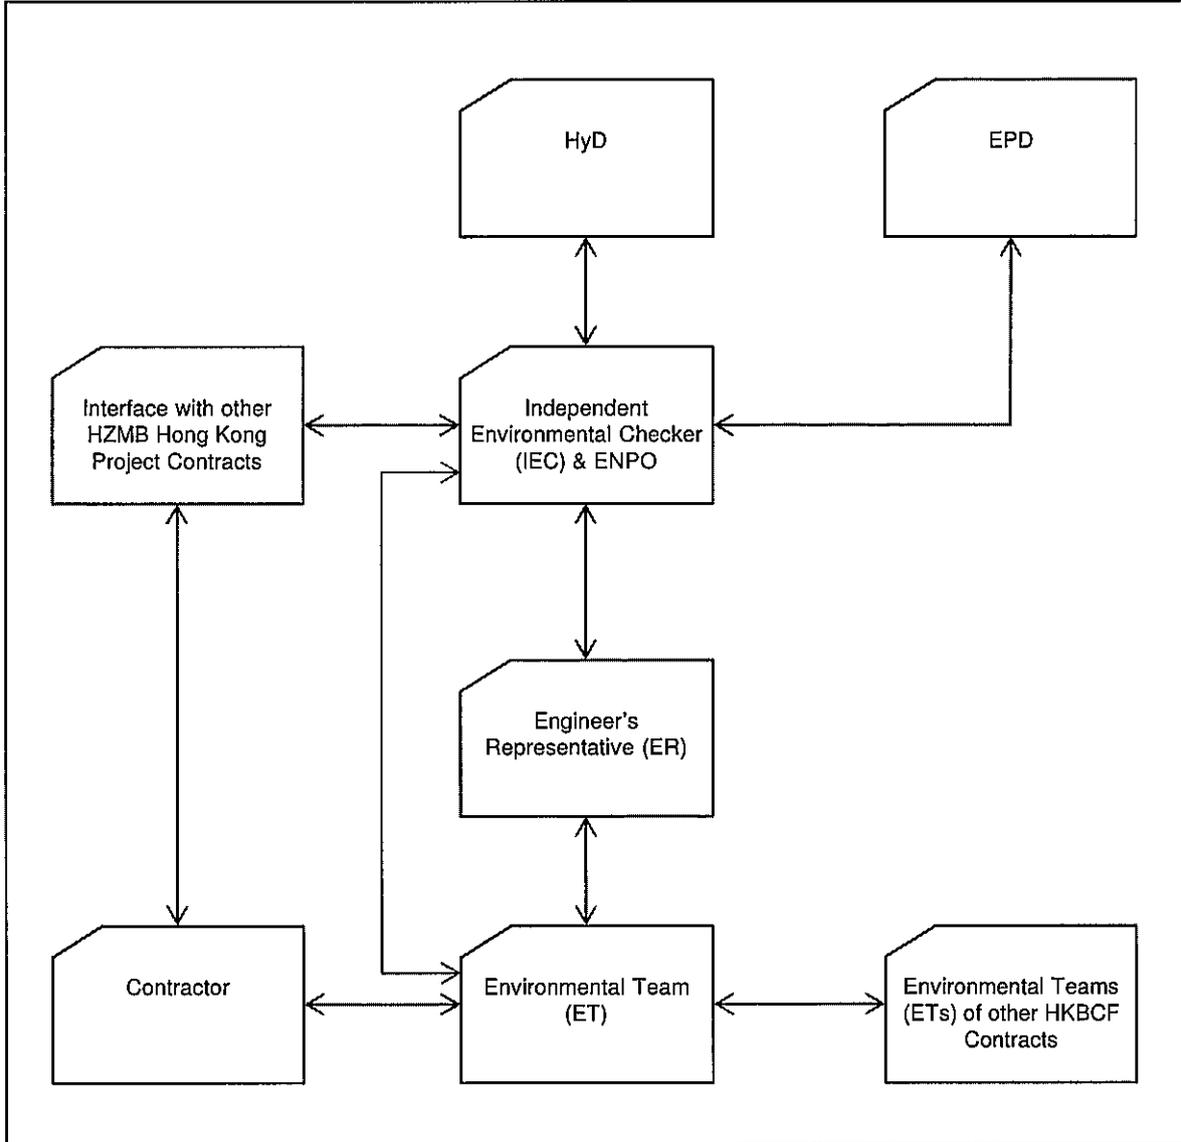 HyD
EPD
Interface with other
HZMB Hong Kong
Project Contracts
Independent
Environmental Checker
(IEC) & ENPO
Engineer's
Representative (ER)
Contractor
Environmental Team
(ET)
Environmental Teams
(ETs) of other HKBCF
Contracts